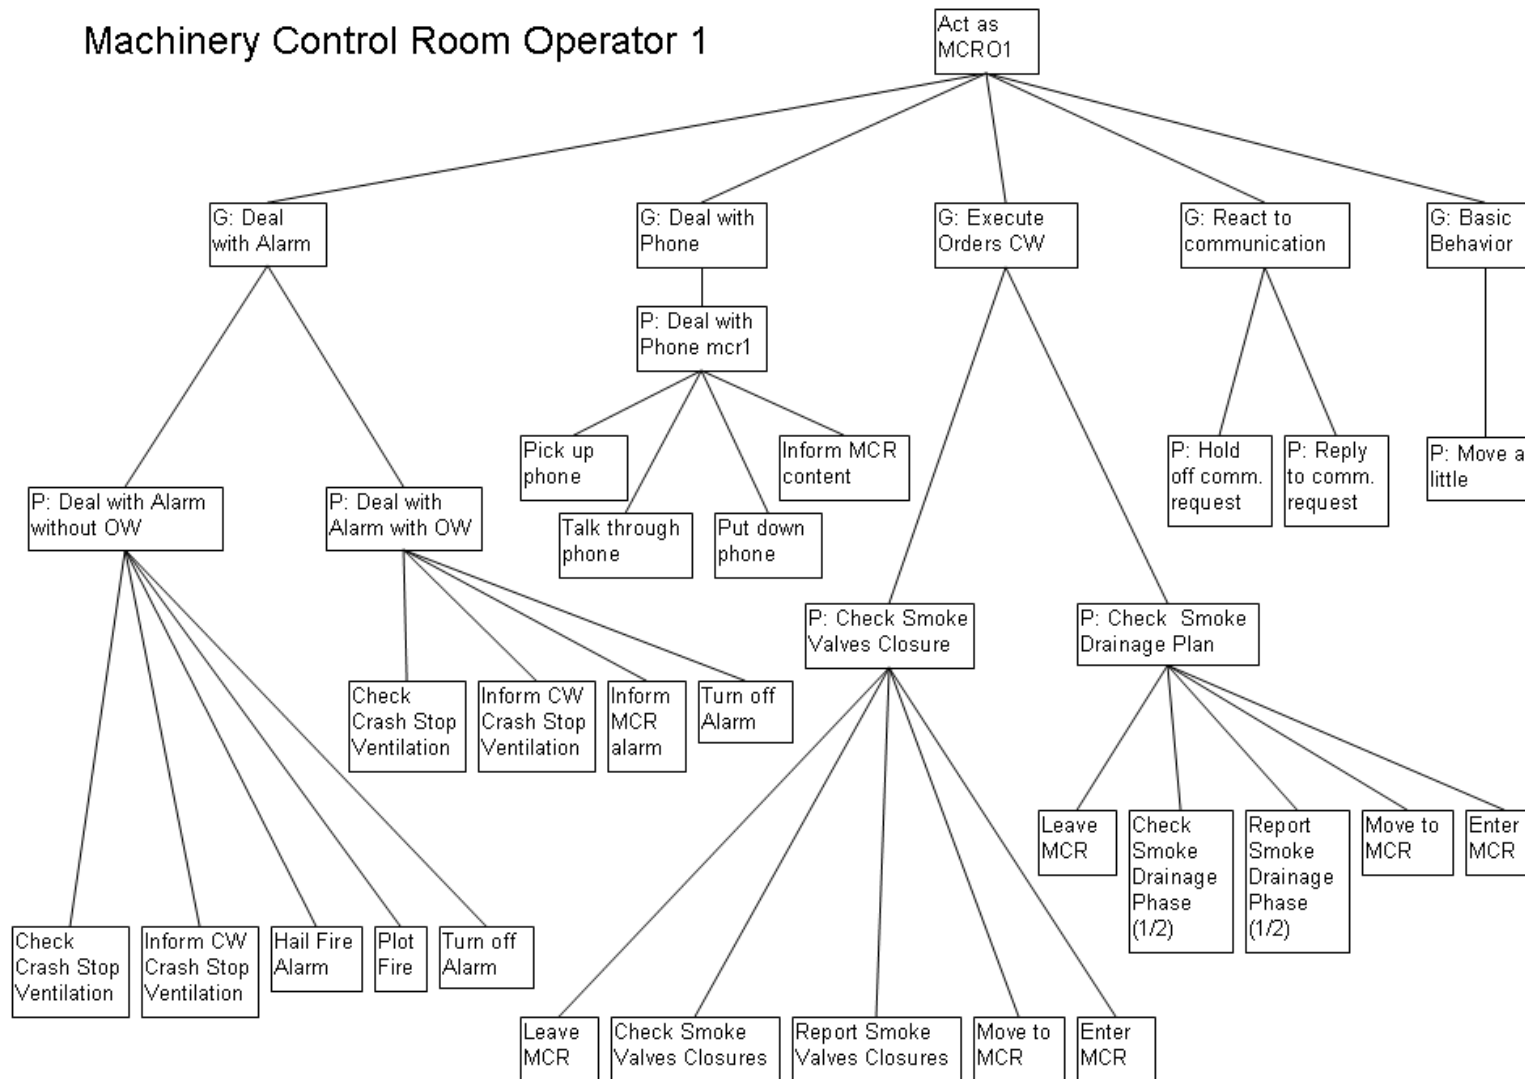 Machinery Control Room Operator 1
Act as
MCRO1
G: Deal
with Alarm
G: Deal with
Phone
G: Execute
Orders CW
G: React to
communication
G: Basic
Behavior
P: Deal with
Phone mcr1
Pick up
phone
Inform MCR
content
Talk through
phone
Put down
phone
P: Hold
off comm.
request
P: Reply
to comm.
request
P: Move a
little
P: Deal with Alarm
without OW
P: Deal with
Alarm with OW
P: Check Smoke
Valves Closure
P: Check Smoke
Drainage Plan
Check
Crash Stop
Ventilation
Inform CW
Crash Stop
Ventilation
Inform
MCR
alarm
Turn off
Alarm
Leave
MCR
Check
Smoke
Drainage
Phase
(1/2)
Report
Smoke
Drainage
Phase
(1/2)
Move to
MCR
Enter
MCR
Check
Crash Stop
Ventilation
Inform CW
Crash Stop
Ventilation
Hail Fire
Alarm
Plot
Fire
Turn off
Alarm
Leave
MCR
Check Smoke
Valves Closures
Report Smoke
Valves Closures
Move to
MCR
Enter
MCR